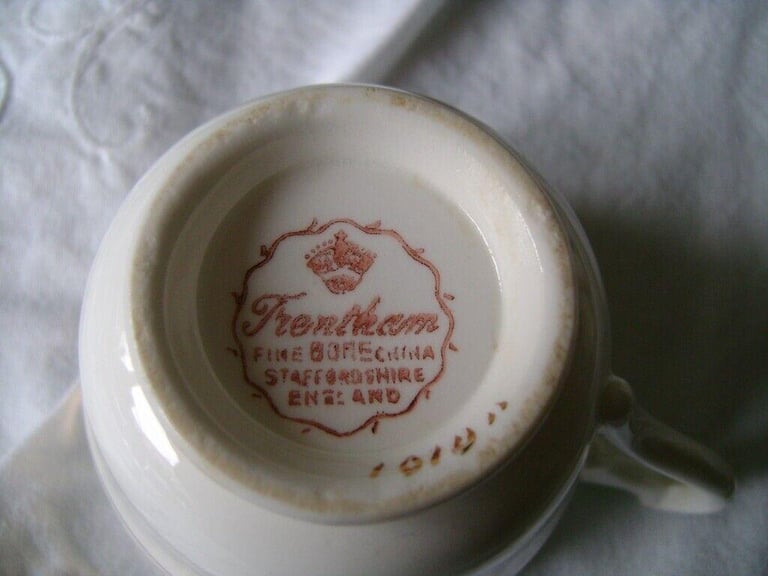 Trentham
FINE BONE CHINA
STAFFORDSHIRE
ENGLAND